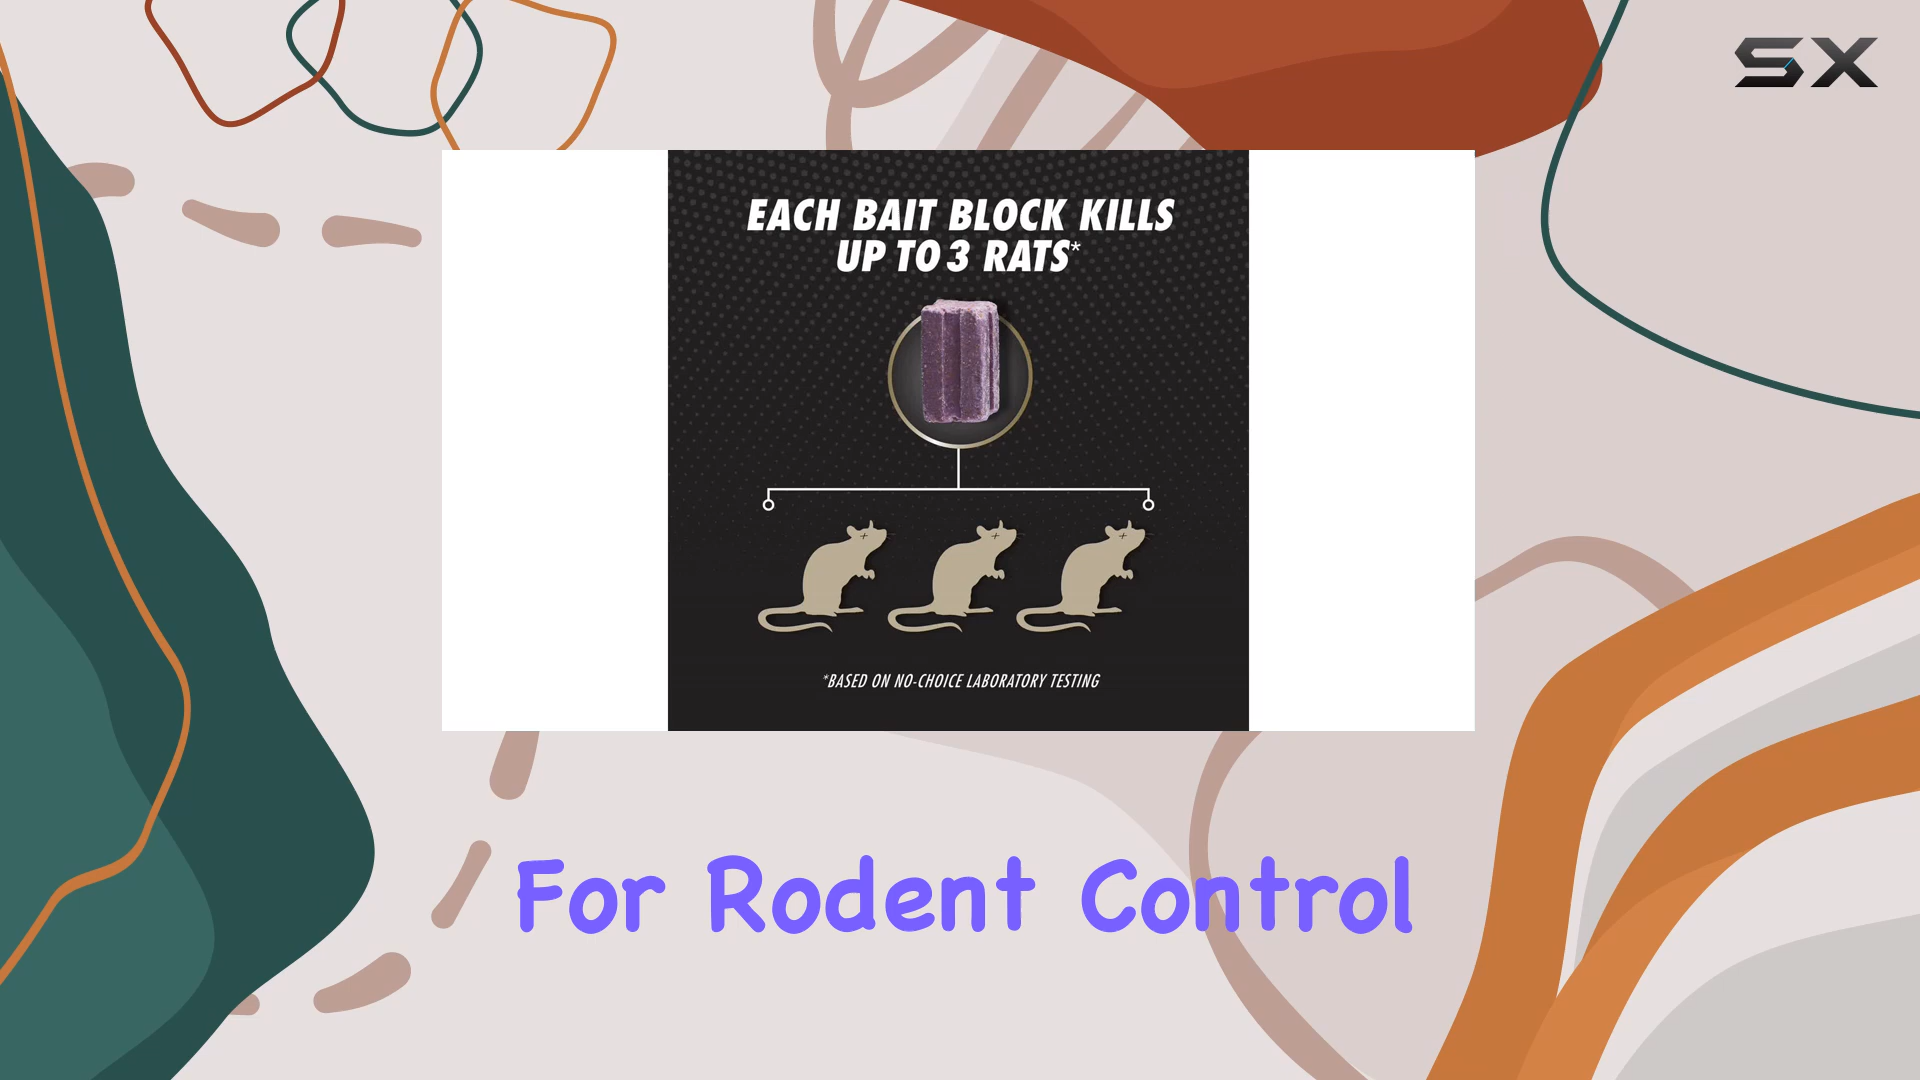 SX
EACH BAIT BLOCK KILLS
UP TO 3 RATS*
*BASED ON NO-CHOICE LABORATORY TESTING
For Rodent Control